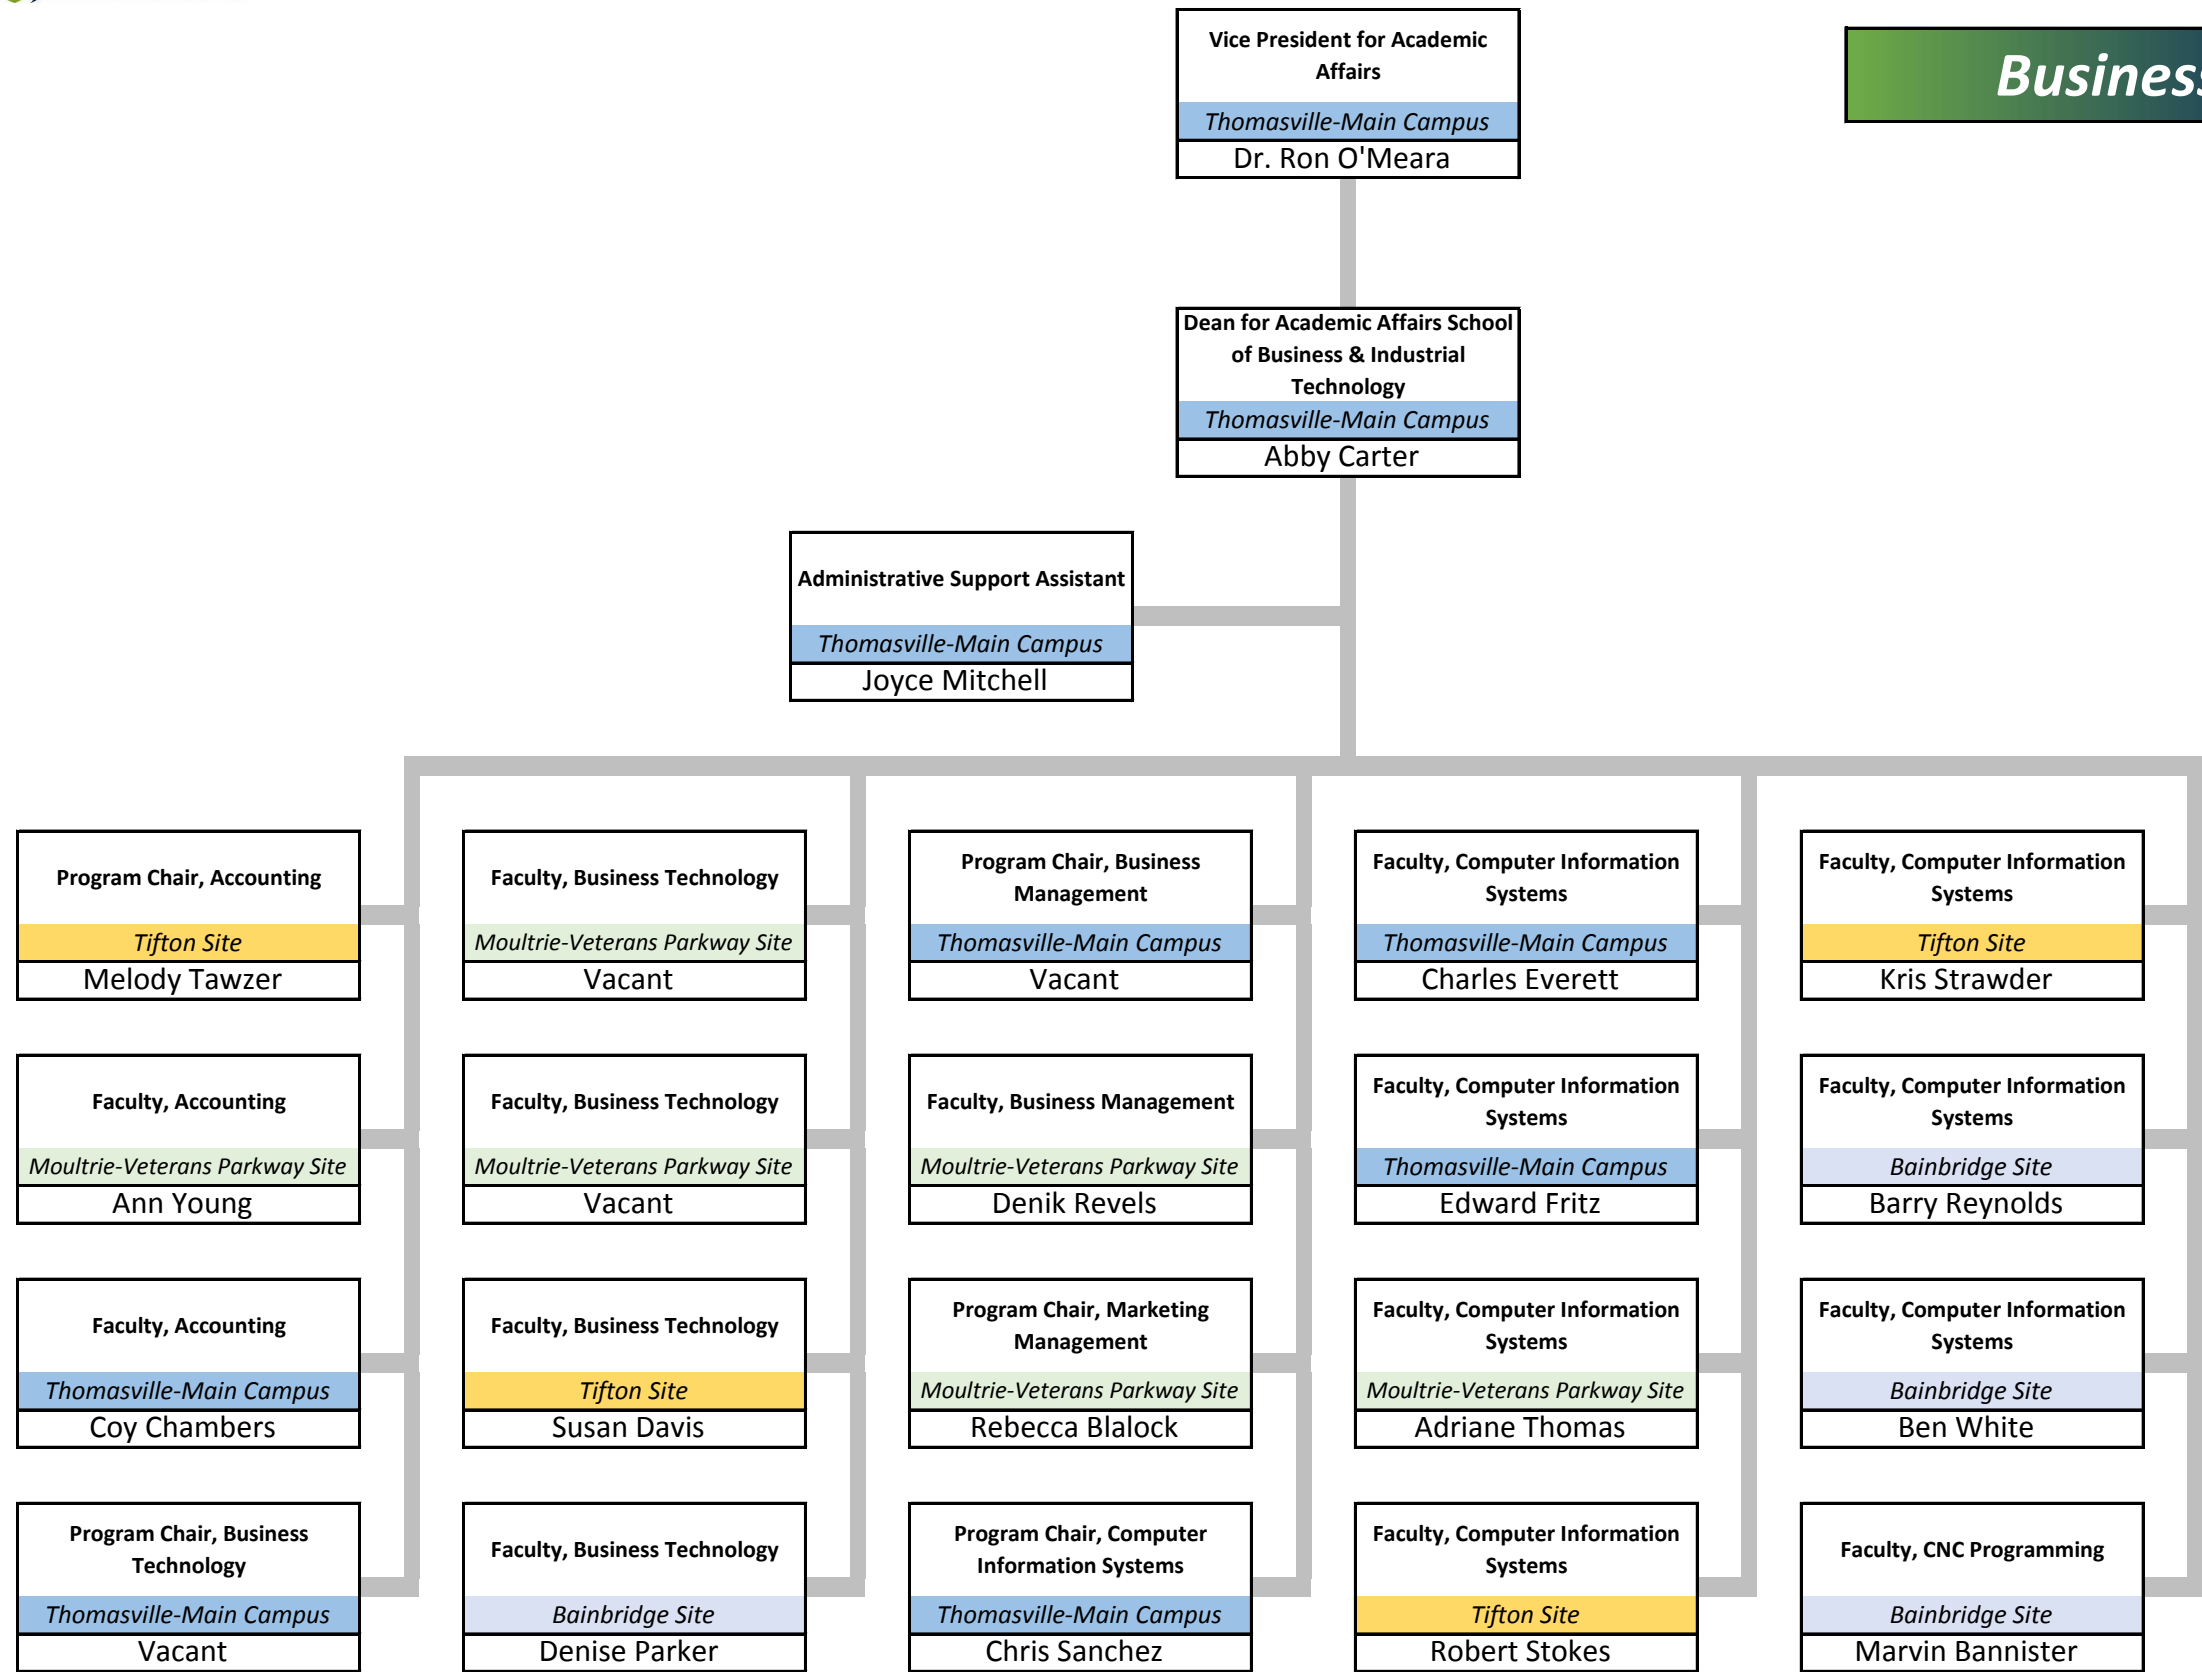 Vice President for Academic
Affairs
Thomasville-Main Campus
Dr. Ron O'Meara
Business
Dean for Academic Affairs School
of Business & Industrial
Technology
Thomasville-Main Campus
Abby Carter
Administrative Support Assistant
Thomasville-Main Campus
Joyce Mitchell
Program Chair, Accounting
Tifton Site
Melody Tawzer
Faculty, Business Technology
Moultrie-Veterans Parkway Site
Vacant
Program Chair, Business
Management
Thomasville-Main Campus
Vacant
Faculty, Computer Information
Systems
Thomasville-Main Campus
Charles Everett
Faculty, Computer Information
Systems
Tifton Site
Kris Strawder
Faculty, Accounting
Moultrie-Veterans Parkway Site
Ann Young
Faculty, Business Technology
Moultrie-Veterans Parkway Site
Vacant
Faculty, Business Management
Moultrie-Veterans Parkway Site
Denik Revels
Faculty, Computer Information
Systems
Thomasville-Main Campus
Edward Fritz
Faculty, Computer Information
Systems
Bainbridge Site
Barry Reynolds
Faculty, Accounting
Thomasville-Main Campus
Coy Chambers
Faculty, Business Technology
Tifton Site
Susan Davis
Program Chair, Marketing
Management
Moultrie-Veterans Parkway Site
Rebecca Blalock
Faculty, Computer Information
Systems
Moultrie-Veterans Parkway Site
Adriane Thomas
Faculty, Computer Information
Systems
Bainbridge Site
Ben White
Program Chair, Business
Technology
Thomasville-Main Campus
Vacant
Faculty, Business Technology
Bainbridge Site
Denise Parker
Program Chair, Computer
Information Systems
Thomasville-Main Campus
Chris Sanchez
Faculty, Computer Information
Systems
Tifton Site
Robert Stokes
Faculty, CNC Programming
Bainbridge Site
Marvin Bannister